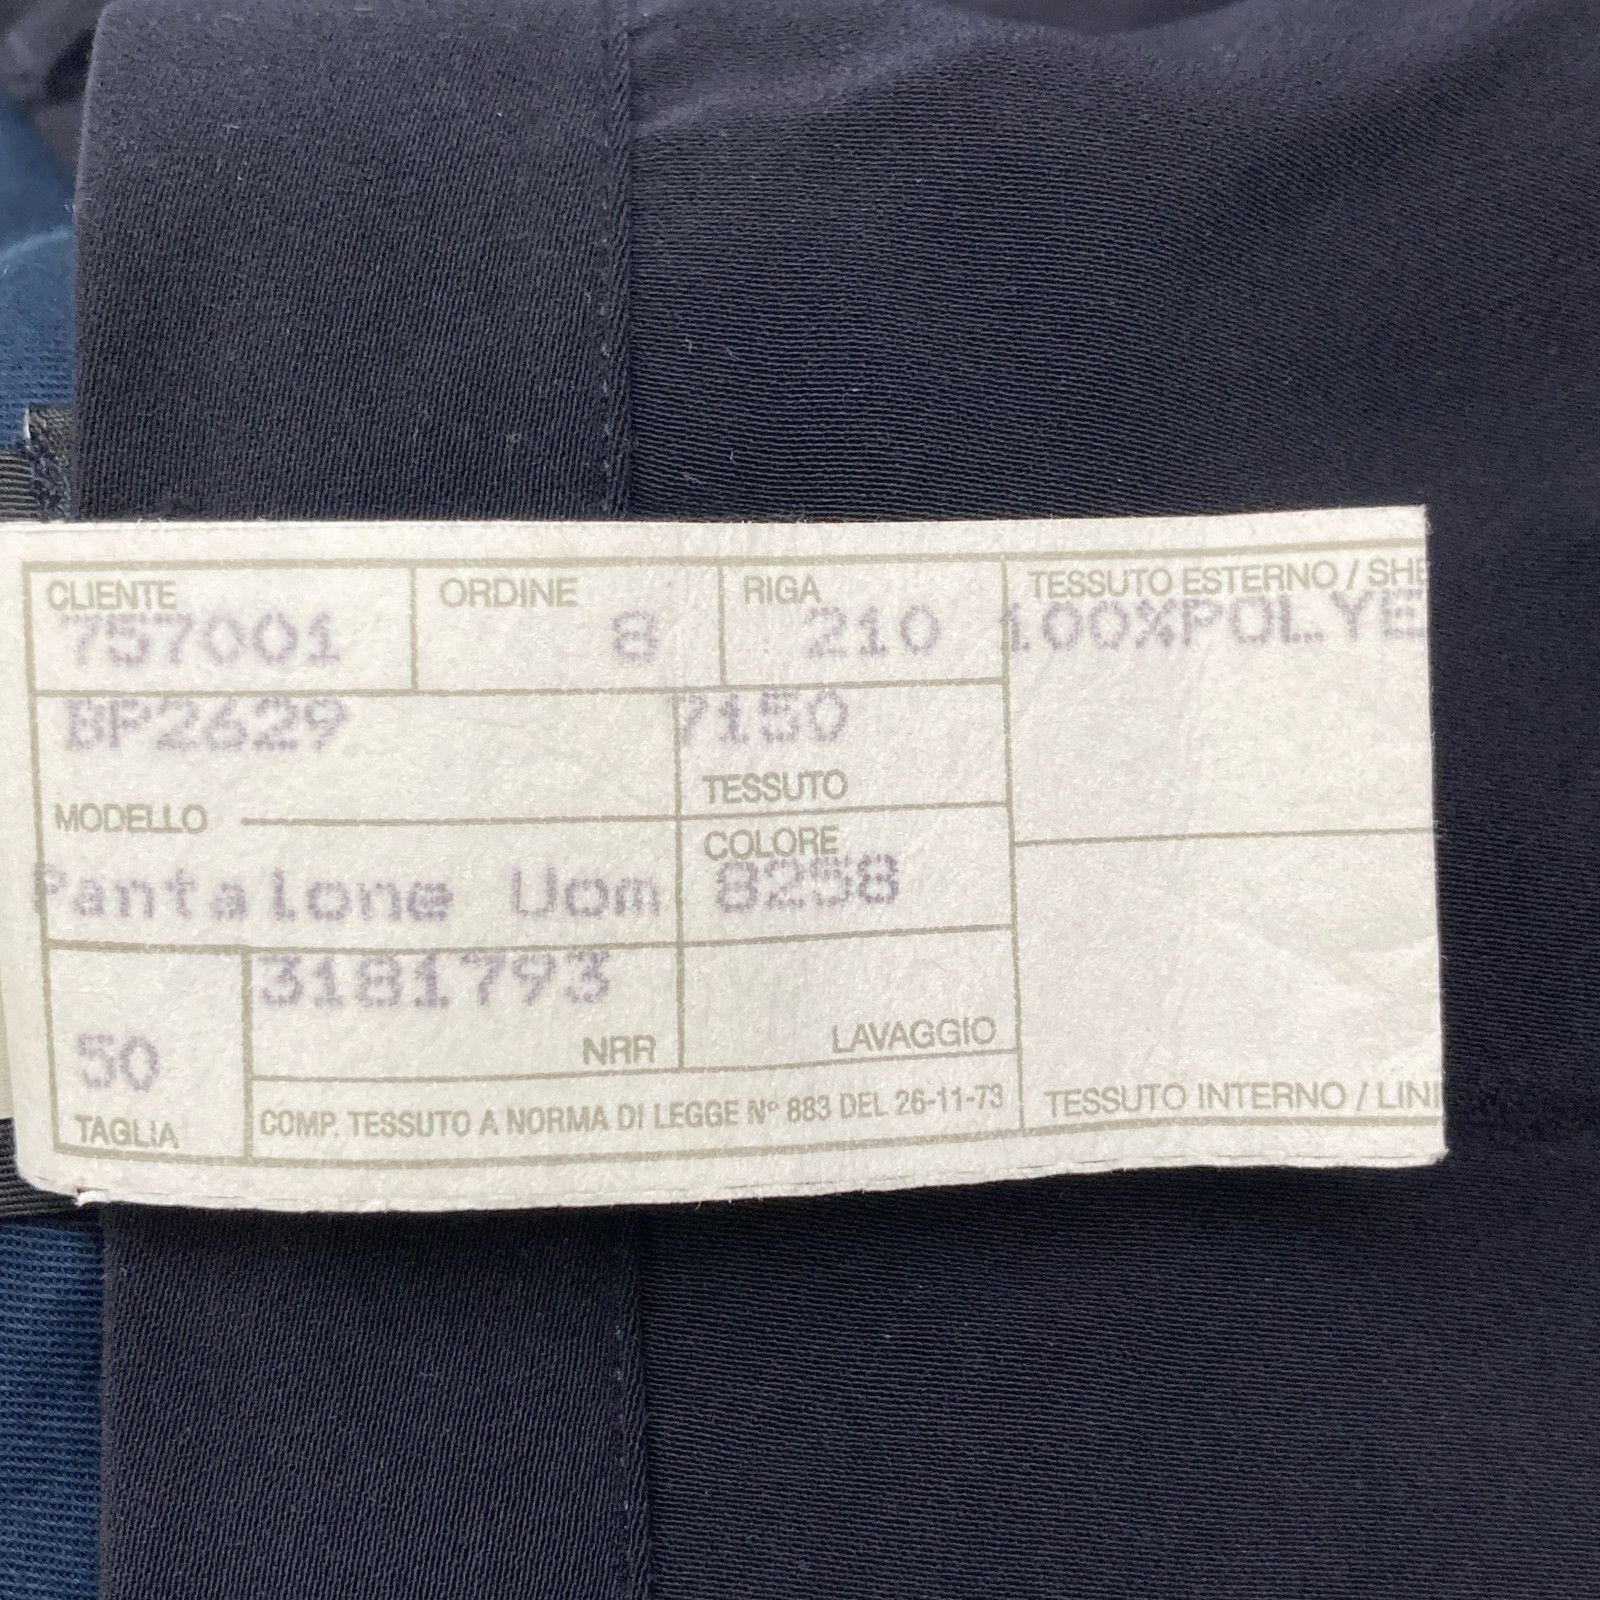 CLIENTE ORDINE RIGA TESSUTO ESTERNO / SHE
757001 8 210 100%POLYE
BP2629 7150
TESSUTO
MODELLO COLORE
Pantalone Uom 8258
3181793
NRR LAVAGGIO
50
TAGLIA
COMP. TESSUTO A NORMA DI LEGGE Nº 883 DEL 26-11-73
TESSUTO INTERNO / LINI